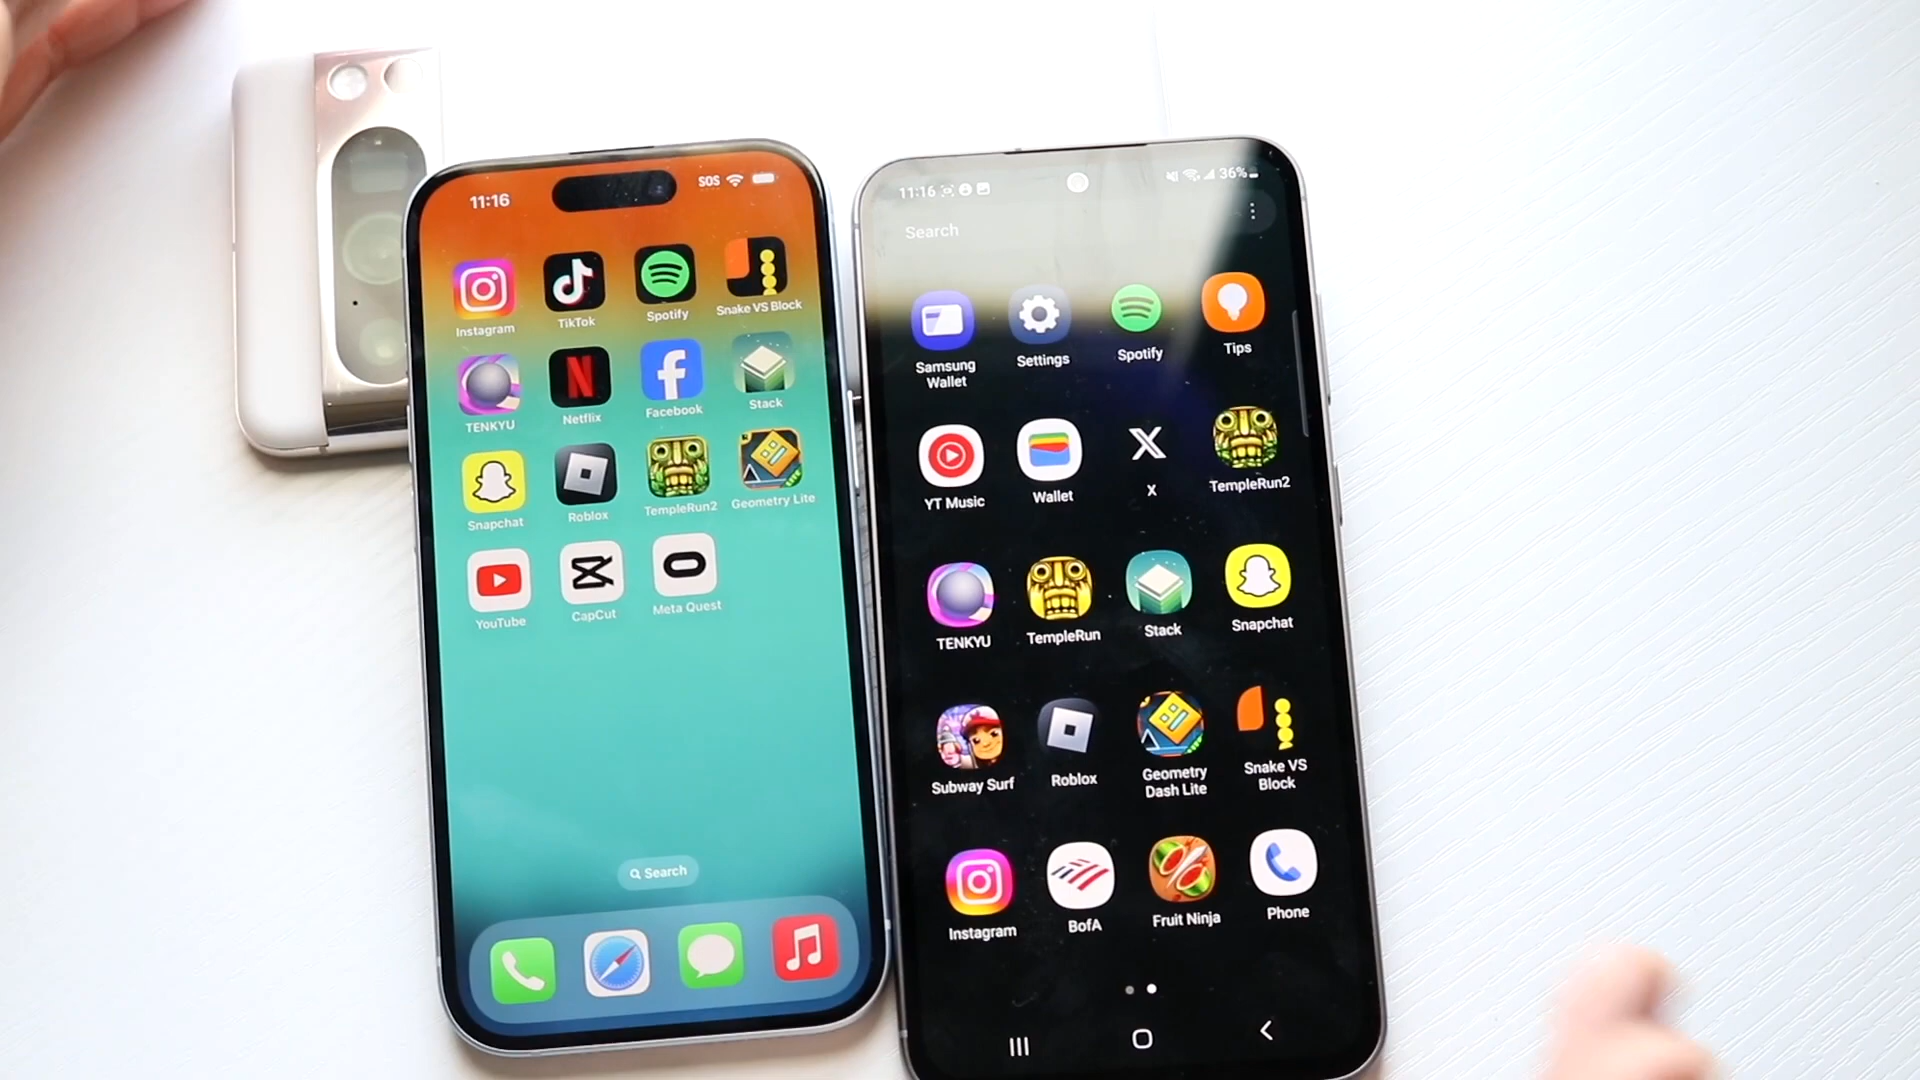 11:16
SOS
Instagram
TikTok
Spotify
Snake VS Block
TENKYU
Netflix
Facebook
Stack
Snapchat
Roblox
TempleRun2
Geometry Lite
YouTube
CapCut
Meta Quest
Search
11:16
36%
Search
Samsung
Wallet
Settings
Spotify
Tips
YT Music
Wallet
X
TempleRun2
TENKYU
TempleRun
Stack
Snapchat
Subway Surf
Roblox
Geometry
Dash Lite
Snake VS
Block
Instagram
BofA
Fruit Ninja
Phone